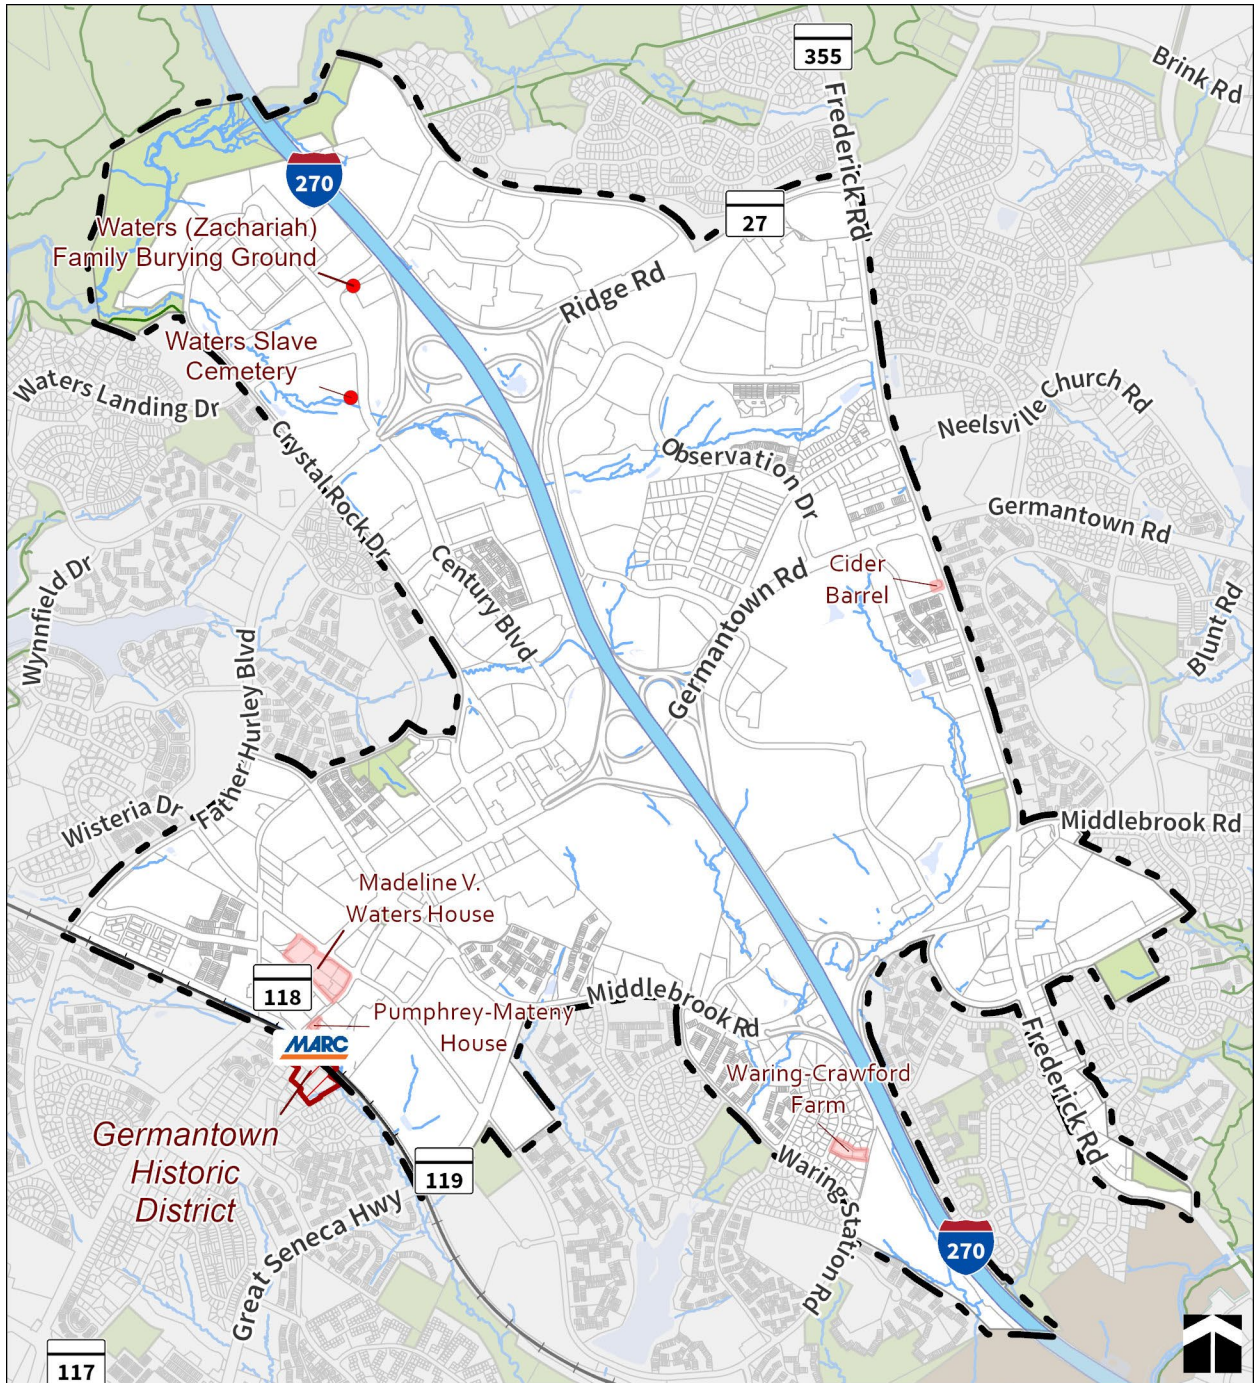 355
Brink Rd
Frederick Rd
270
27
Waters (Zachariah)
Family Burying Ground
Ridge Rd
Waters Slave
Cemetery
Waters Landing Dr
Neelsville Church Rd
Crystal Rock Dr
Observation Dr
Germantown Rd
Century Blvd
Wynnfield Dr
Cider
Barrel
Germantown Rd
Blunt Rd
Father Hurley Blvd
Wisteria Dr
Middlebrook Rd
Madeline V.
Waters House
118
Middlebrook Rd
Pumphrey-Mateny
House
MARC
Frederick Rd
Waring-Crawford
Farm
Germantown
Historic
District
119
Waring Station Rd
Great Seneca Hwy
270
117